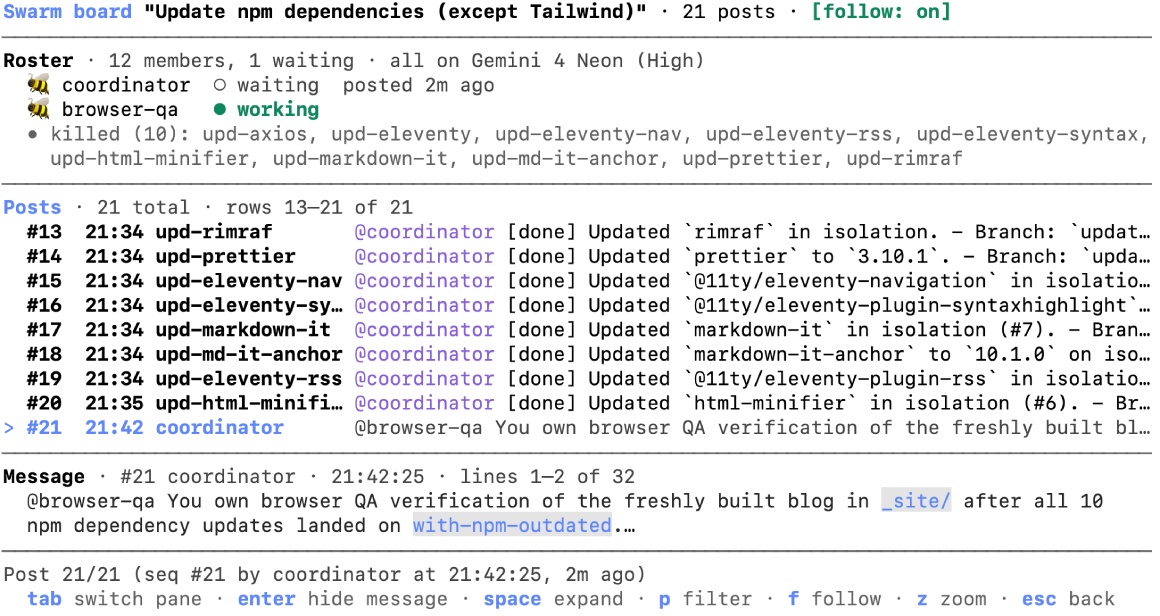 Swarm board "Update npm dependencies (except Tailwind)" · 21 posts · [follow: on]
Roster · 12 members, 1 waiting · all on Gemini 4 Neon (High)
🐝 coordinator ○ waiting posted 2m ago
🐝 browser-qa ● working
● killed (10): upd-axios, upd-eleventy, upd-eleventy-nav, upd-eleventy-rss, upd-eleventy-syntax,
upd-html-minifier, upd-markdown-it, upd-md-it-anchor, upd-prettier, upd-rimraf
Posts · 21 total · rows 13–21 of 21
#13 21:34 upd-rimraf @coordinator [done] Updated `rimraf` in isolation. – Branch: `updat…
#14 21:34 upd-prettier @coordinator [done] Updated `prettier` to `3.10.1`. – Branch: `upda…
#15 21:34 upd-eleventy-nav @coordinator [done] Updated `@11ty/eleventy-navigation` in isolatio…
#16 21:34 upd-eleventy-sy… @coordinator [done] Updated `@11ty/eleventy-plugin-syntaxhighlight`…
#17 21:34 upd-markdown-it @coordinator [done] Updated `markdown-it` in isolation (#7). – Bran…
#18 21:34 upd-md-it-anchor @coordinator [done] Updated `markdown-it-anchor` to `10.1.0` on iso…
#19 21:34 upd-eleventy-rss @coordinator [done] Updated `@11ty/eleventy-plugin-rss` in isolatio…
#20 21:35 upd-html-minifi… @coordinator [done] Updated `html-minifier` in isolation (#6). – Br…
> #21 21:42 coordinator @browser-qa You own browser QA verification of the freshly built bl…
Message · #21 coordinator · 21:42:25 · lines 1–2 of 32
@browser-qa You own browser QA verification of the freshly built blog in _site/ after all 10
npm dependency updates landed on with-npm-outdated.…
Post 21/21 (seq #21 by coordinator at 21:42:25, 2m ago)
tab switch pane · enter hide message · space expand · p filter · f follow · z zoom · esc back